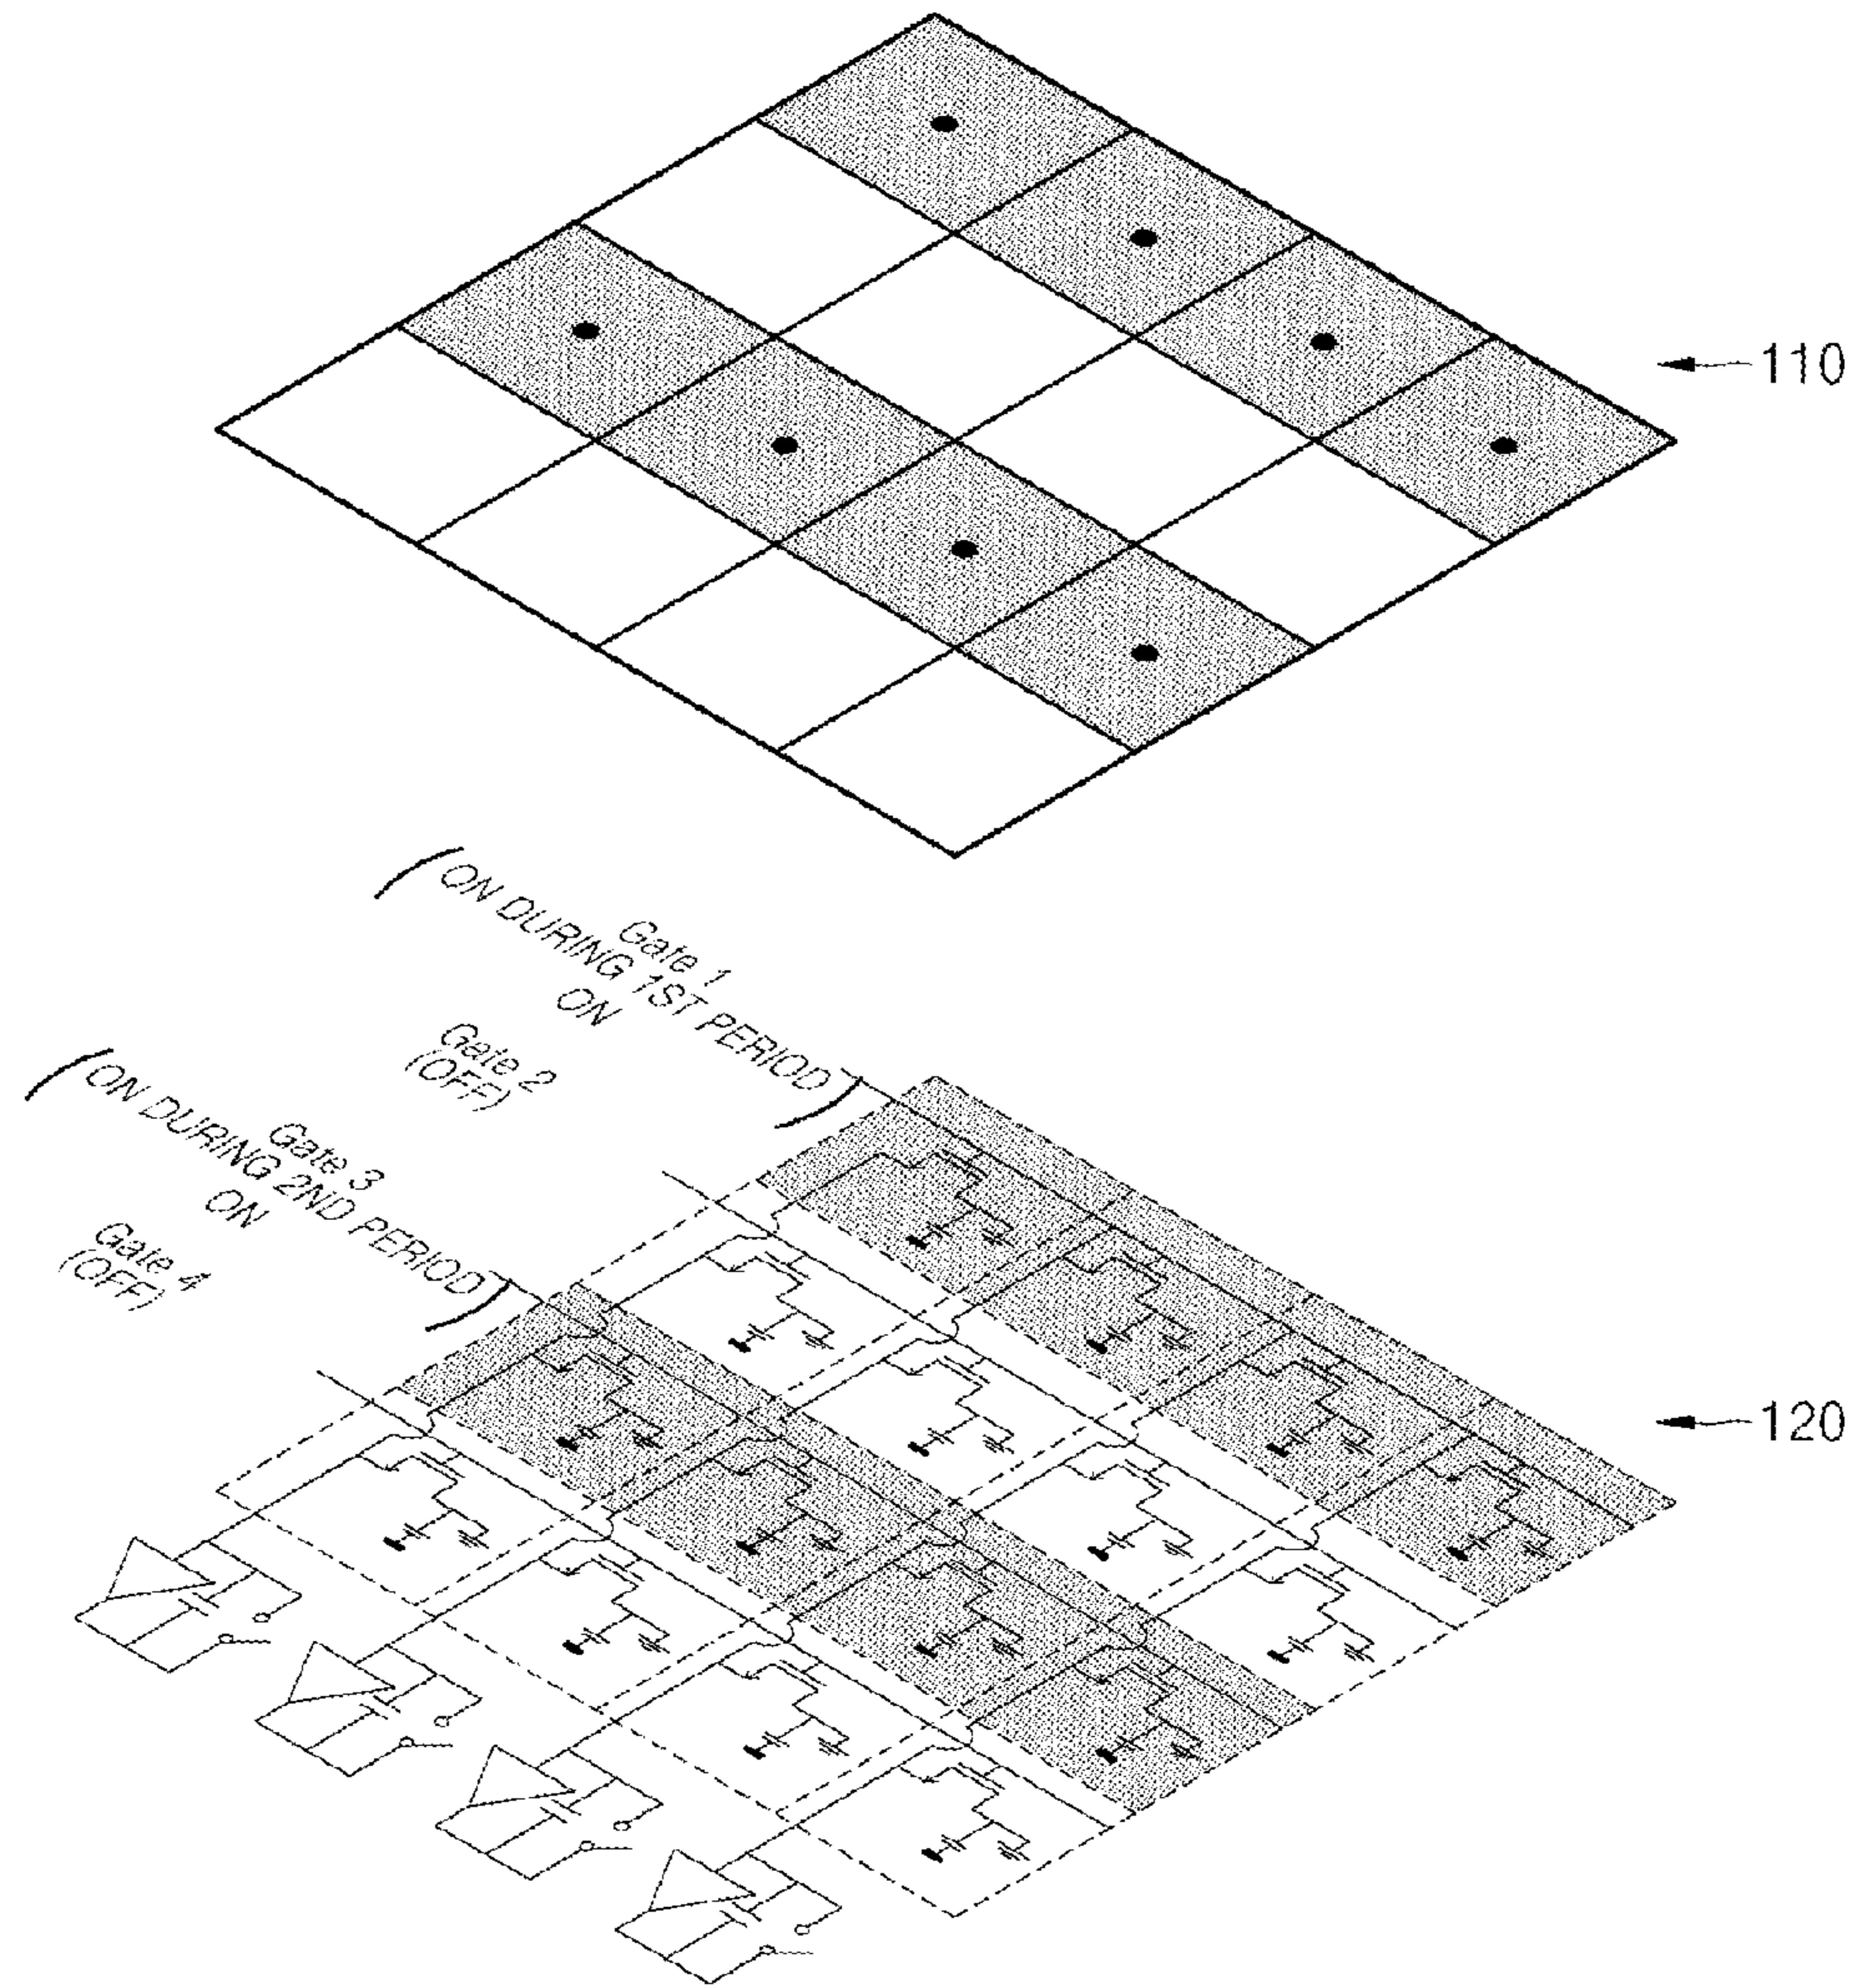 110
Gate 1
(ON DURING 1ST PERIOD)
ON
Gate 2
(OFF)
Gate 3
(ON DURING 2ND PERIOD)
ON
Gate 4
(OFF)
120